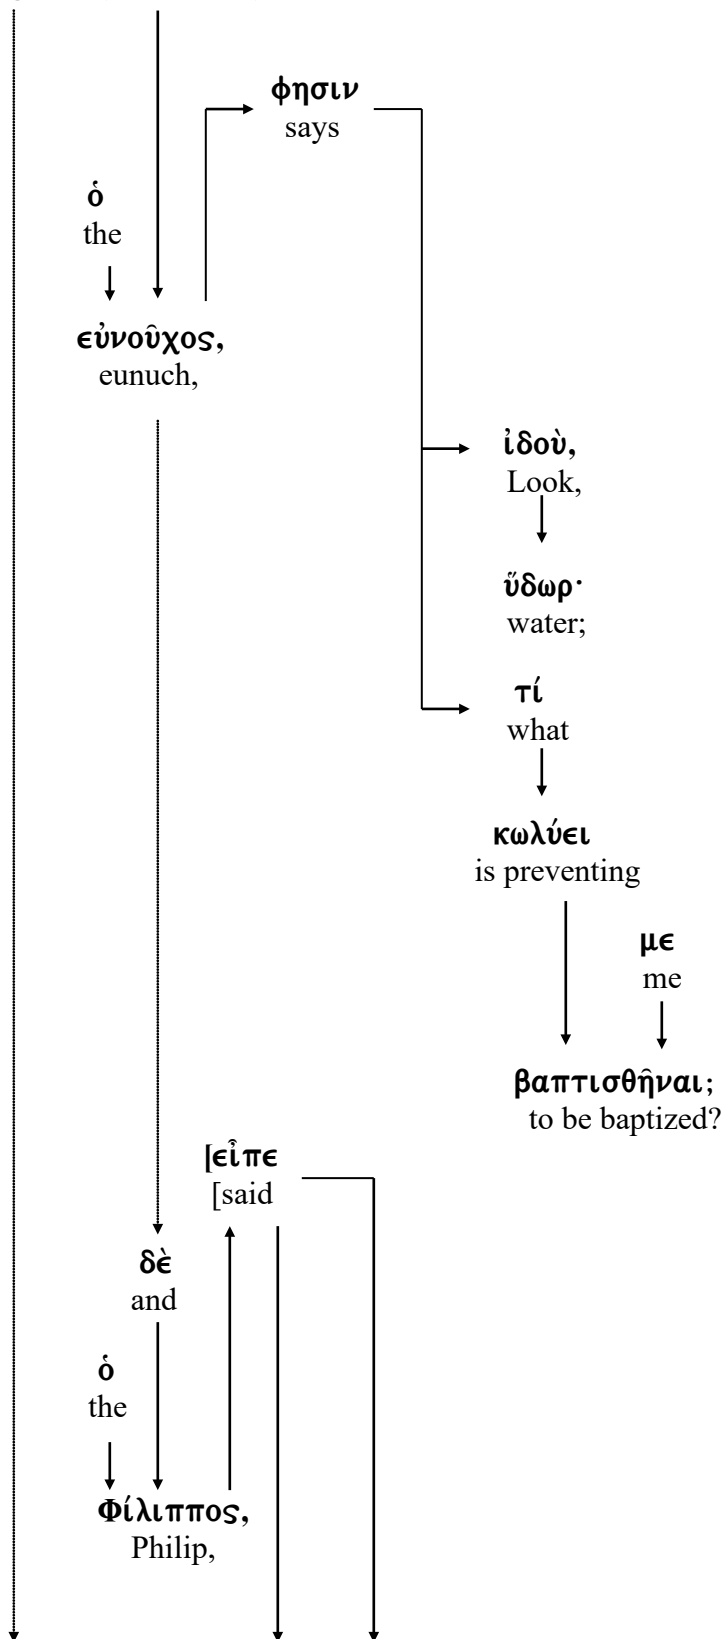 φησιν
says
ὁ
the
εὐνοῦχος,
eunuch,
ἰδοὺ,
Look,
ὕδωρ·
water;
τί
what
κωλύει
is preventing
με
me
βαπτισθῆναι;
to be baptized?
[εἶπε
[said
δὲ
and
ὁ
the
Φίλιππος,
Philip,